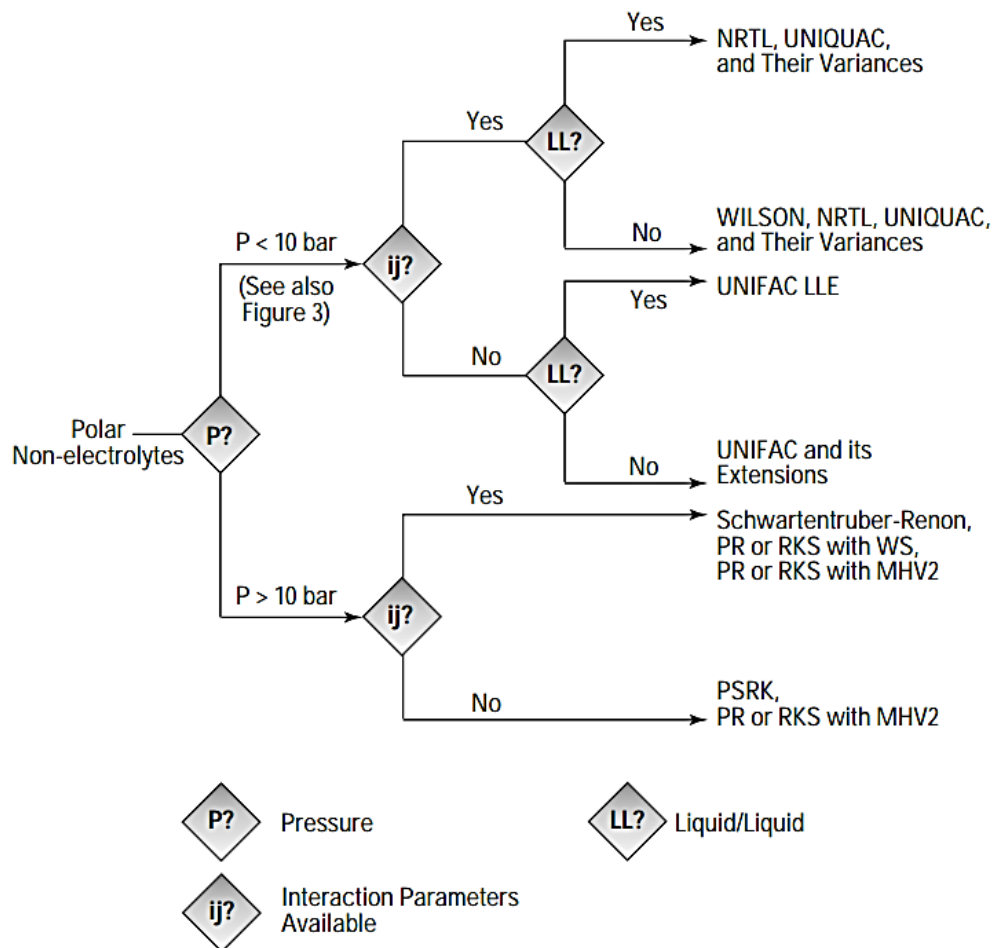 Yes
NRTL, UNIQUAC,
and Their Variances
Yes
LL?
P < 10 bar
(See also
Figure 3)
ij?
No
WILSON, NRTL, UNIQUAC,
and Their Variances
Yes
UNIFAC LLE
No
LL?
Polar
Non-electrolytes
P?
No
UNIFAC and its
Extensions
Yes
Schwartentruber-Renon,
PR or RKS with WS,
PR or RKS with MHV2
P > 10 bar
ij?
No
PSRK,
PR or RKS with MHV2
P?
Pressure
LL?
Liquid/Liquid
ij?
Interaction Parameters
Available